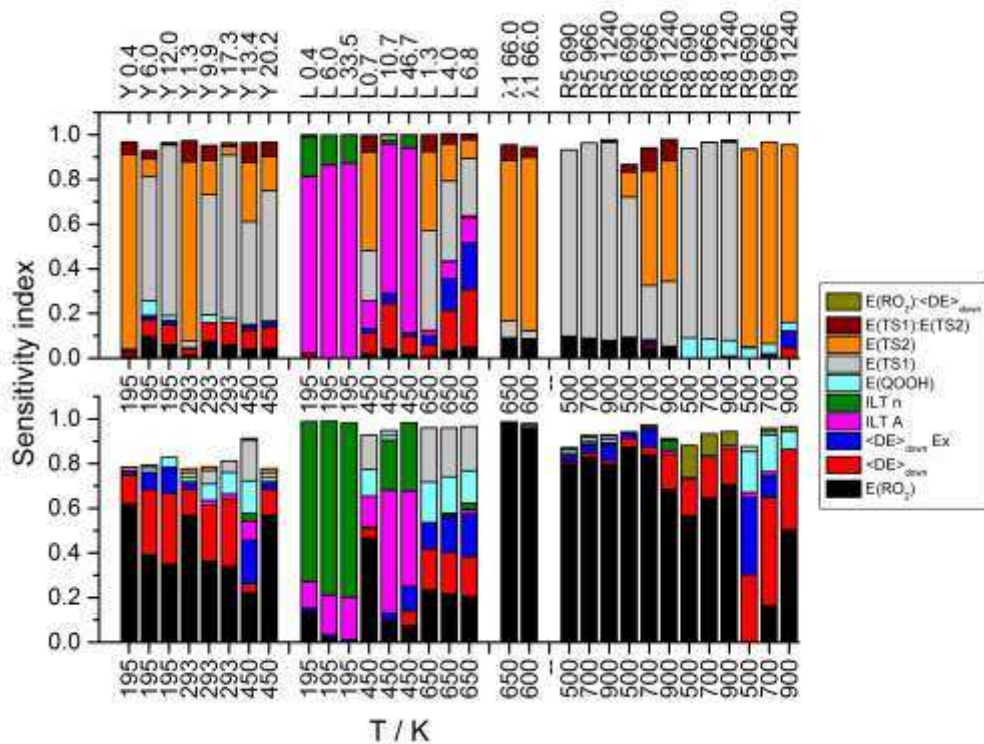 Y 0.4
Y 6.0
Y 12.0
Y 1.3
Y 9.9
Y 17.3
Y 13.4
Y 20.2
L 0.4
L 6.0
L 33.5
L0.7
L 10.7
L 46.7
L 1.3
L 4.0
L 6.8
λ1 66.0
λ1 66.0
R5 690
R5 966
R5 1240
R6 690
R6 966
R6 1240
R8 690
R8 966
R8 1240
R9 690
R9 966
R9 1240
Sensitivity index
1.0
0.8
0.6
0.4
0.2
0.0
195
195
195
293
293
293
450
450
195
195
195
450
450
450
650
650
650
650
600
--
500
700
900
500
700
900
500
700
900
500
700
900
1.0
0.8
0.6
0.4
0.2
0.0
195
195
195
293
293
293
450
450
195
195
195
450
450
450
650
650
650
650
600
--
500
700
900
500
700
900
500
700
900
500
700
900
T / K
E(RO2):<DE>down
E(TS1):E(TS2)
E(TS2)
E(TS1)
E(QOOH)
ILT n
ILT A
<DE>down Ex
<DE>down
E(RO2)